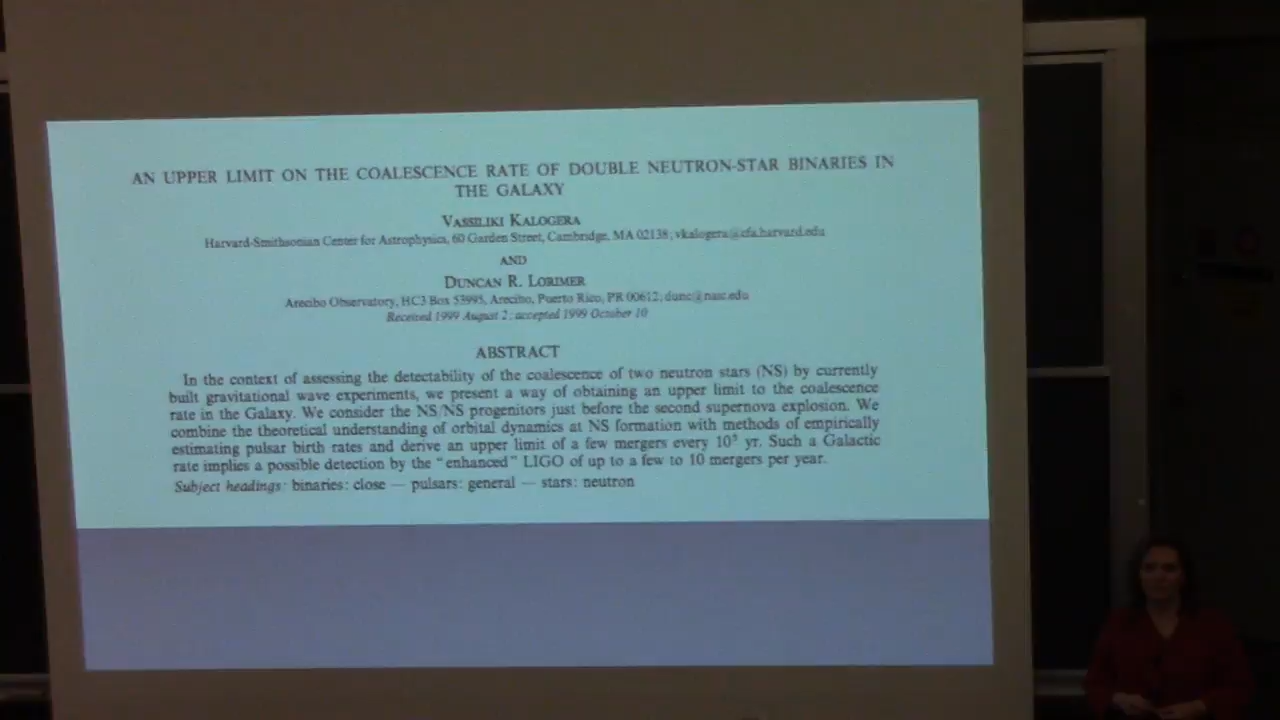 AN UPPER LIMIT ON THE COALESCENCE RATE OF DOUBLE NEUTRON-STAR BINARIES IN
THE GALAXY
VASSILIKI KALOGERA
Harvard-Smithsonian Center for Astrophysics, 60 Garden Street, Cambridge, MA 02138; vkalogera@cfa.harvard.edu
AND
DUNCAN R. LORIMER
Arecibo Observatory, HC3 Box 53995, Arecibo, Puerto Rico, PR 00612; dunc@naic.edu
Received 1999 August 2; accepted 1999 October 10
ABSTRACT
In the context of assessing the detectability of the coalescence of two neutron stars (NS) by currently
built gravitational wave experiments, we present a way of obtaining an upper limit to the coalescence
rate in the Galaxy. We consider the NS/NS progenitors just before the second supernova explosion. We
combine the theoretical understanding of orbital dynamics at NS formation with methods of empirically
estimating pulsar birth rates and derive an upper limit of a few mergers every 10⁵ yr. Such a Galactic
rate implies a possible detection by the “enhanced” LIGO of up to a few to 10 mergers per year.
Subject headings: binaries: close — pulsars: general — stars: neutron